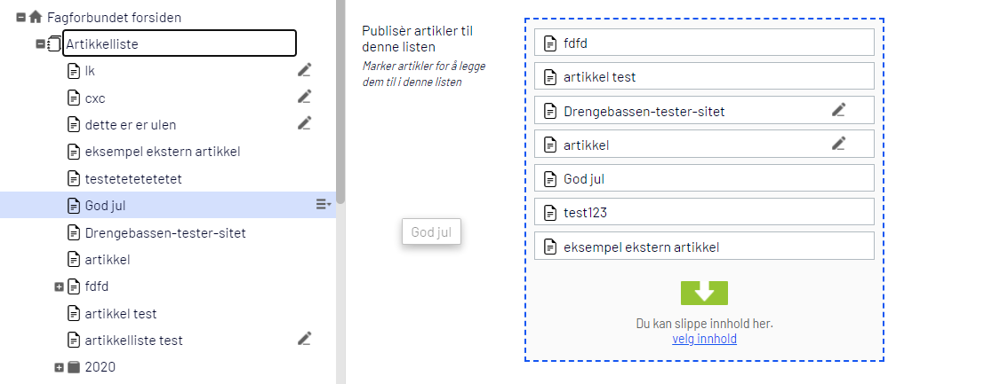 Fagforbundet forsiden
Artikkelliste
lk
cxc
dette er er ulen
eksempel ekstern artikkel
testetetetetetet
God jul
Drengebassen-tester-sitet
artikkel
fdfd
artikkel test
artikkelliste test
2020
Publisèr artikler til
denne listen
Marker artikler for å legge
dem til i denne listen
God jul
fdfd
artikkel test
Drengebassen-tester-sitet
artikkel
God jul
test123
eksempel ekstern artikkel
Du kan slippe innhold her.
velg innhold